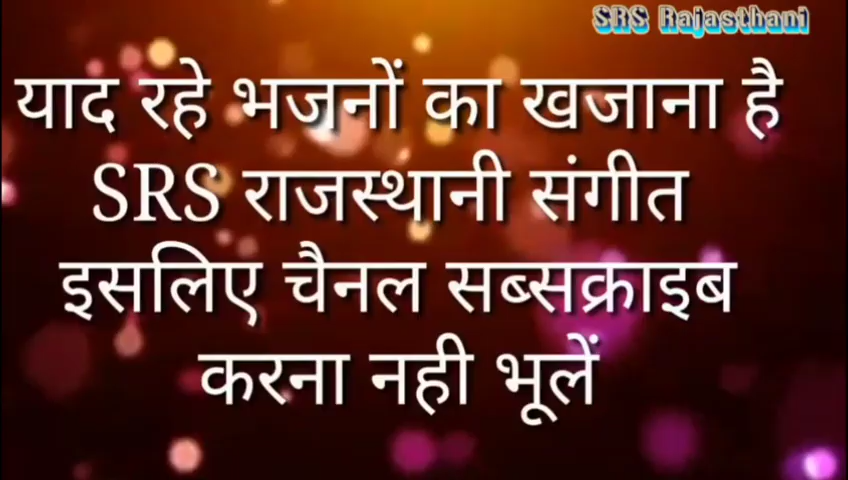 SRS Rajasthani
याद रहे भजनों का खजाना है
SRS राजस्थानी संगीत
इसलिए चैनल सब्सक्राइब
करना नही भूलें